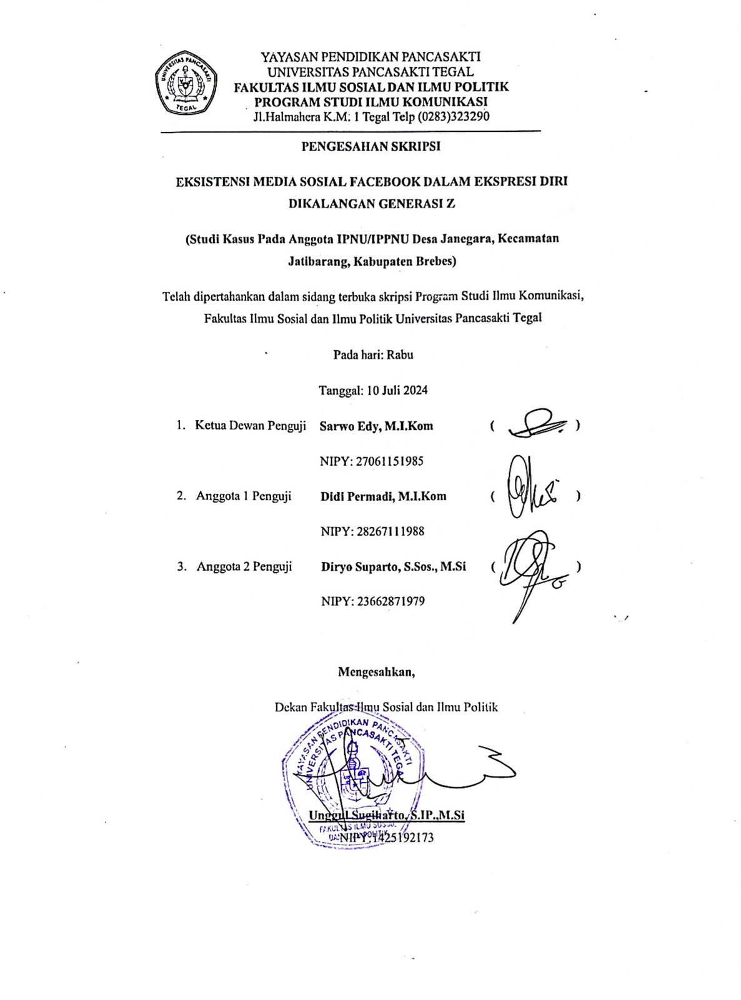 UNIVERSITAS PANCASAKTI
TEGAL
YAYASAN PENDIDIKAN PANCASAKTI
UNIVERSITAS PANCASAKTI TEGAL
FAKULTAS ILMU SOSIAL DAN ILMU POLITIK
PROGRAM STUDI ILMU KOMUNIKASI
Jl.Halmahera K.M. 1 Tegal Telp (0283)323290
PENGESAHAN SKRIPSI
EKSISTENSI MEDIA SOSIAL FACEBOOK DALAM EKSPRESI DIRI
DIKALANGAN GENERASI Z
(Studi Kasus Pada Anggota IPNU/IPPNU Desa Janegara, Kecamatan
Jatibarang, Kabupaten Brebes)
Telah dipertahankan dalam sidang terbuka skripsi Program Studi Ilmu Komunikasi,
Fakultas Ilmu Sosial dan Ilmu Politik Universitas Pancasakti Tegal
Pada hari: Rabu
Tanggal: 10 Juli 2024
1. Ketua Dewan Penguji Sarwo Edy, M.I.Kom ( )
NIPY: 27061151985
2. Anggota 1 Penguji Didi Permadi, M.I.Kom ( )
NIPY: 28267111988
3. Anggota 2 Penguji Diryo Suparto, S.Sos., M.Si ( )
NIPY: 23662871979
Mengesahkan,
Dekan Fakultas Ilmu Sosial dan Ilmu Politik
YAYASAN PENDIDIKAN PANCASAKTI
UNIVERSITAS PANCASAKTI TEGAL
Unggul Sugiharto, S.IP.,M.Si
FAKULTAS ILMU SOSIAL
NIPY:1425192173